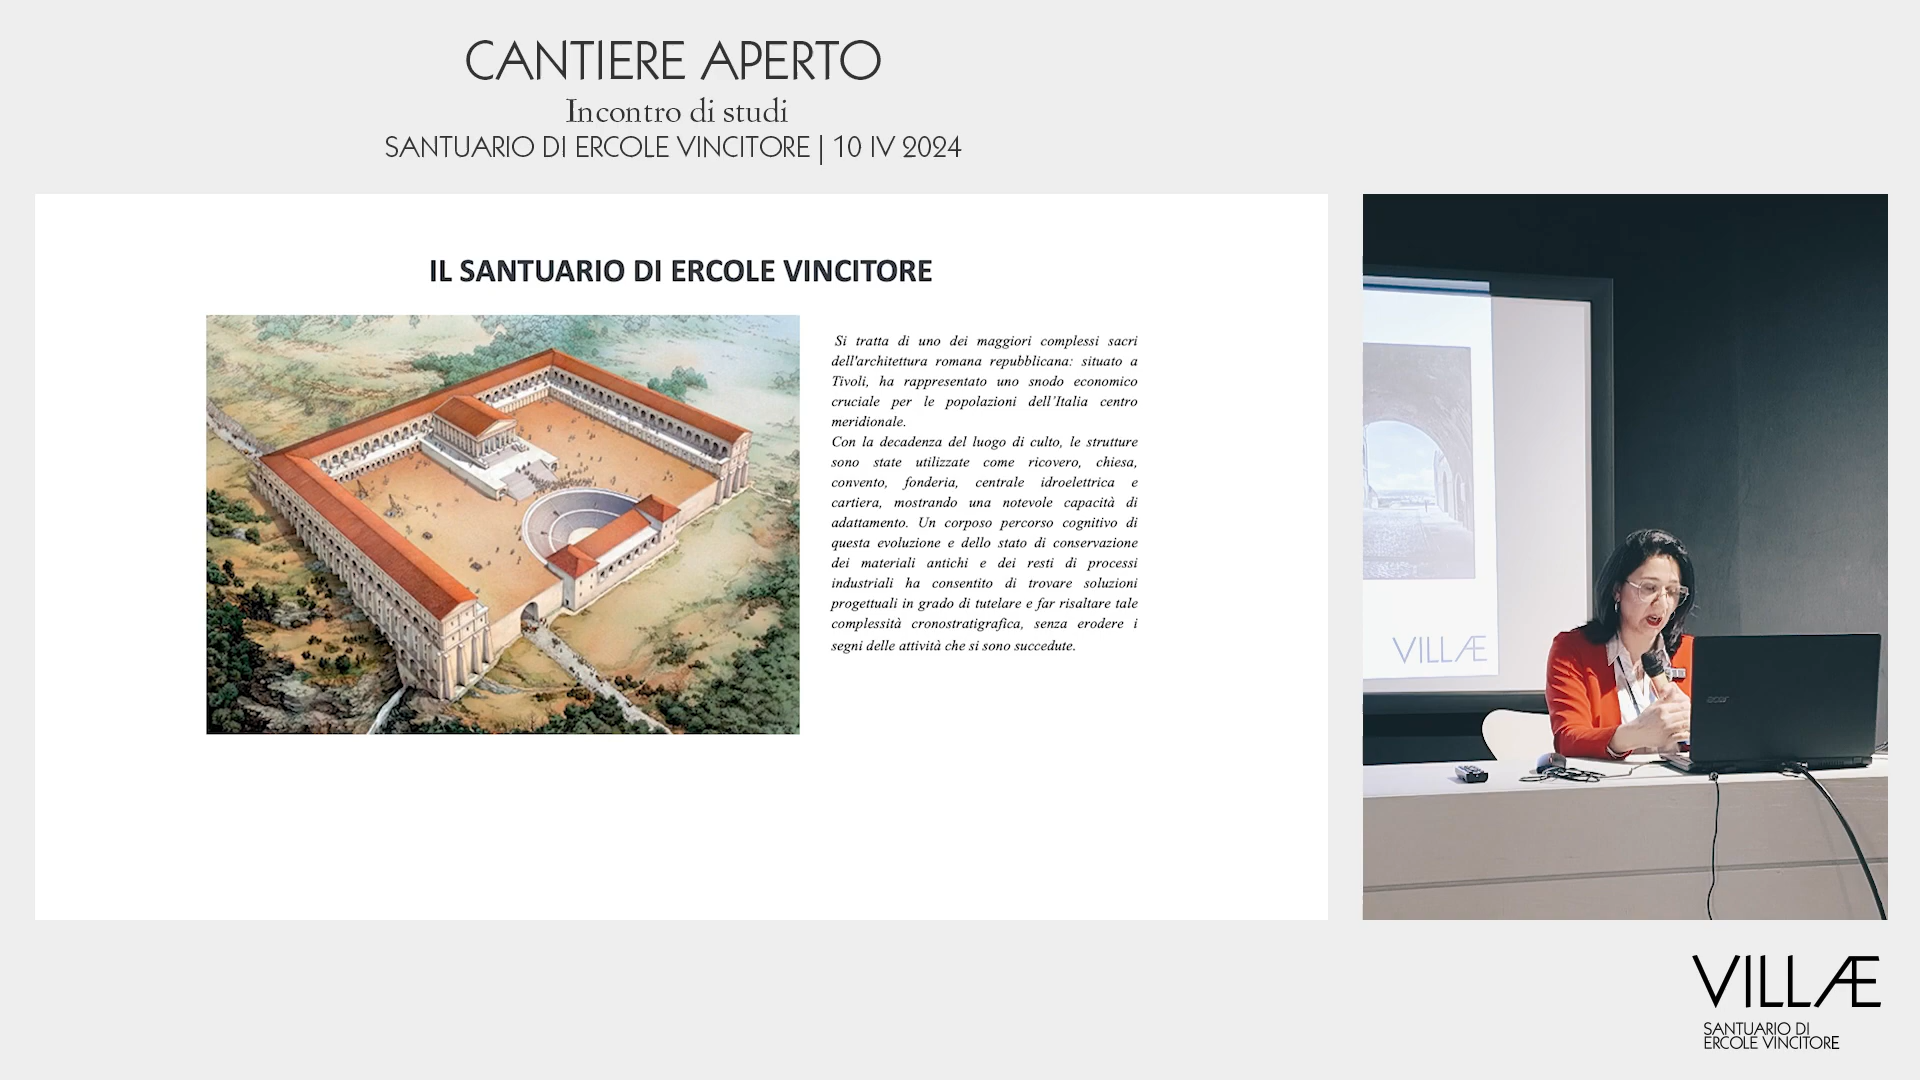 CANTIERE APERTO
Incontro di studi
SANTUARIO DI ERCOLE VINCITORE | 10 IV 2024
IL SANTUARIO DI ERCOLE VINCITORE
Si tratta di uno dei maggiori complessi sacri
dell'architettura romana repubblicana: situato a
Tivoli, ha rappresentato uno snodo economico
cruciale per le popolazioni dell'Italia centro
meridionale.
Con la decadenza del luogo di culto, le strutture
sono state utilizzate come ricovero, chiesa,
convento, fonderia, centrale idroelettrica e
cartiera, mostrando una notevole capacità di
adattamento. Un corposo percorso cognitivo di
questa evoluzione e dello stato di conservazione
dei materiali antichi e dei resti di processi
industriali ha consentito di trovare soluzioni
progettuali in grado di tutelare e far risaltare tale
complessità cronostratigrafica, senza erodere i
segni delle attività che si sono succedute.
VILLÆ
acer
VILLÆ
SANTUARIO DI
ERCOLE VINCITORE